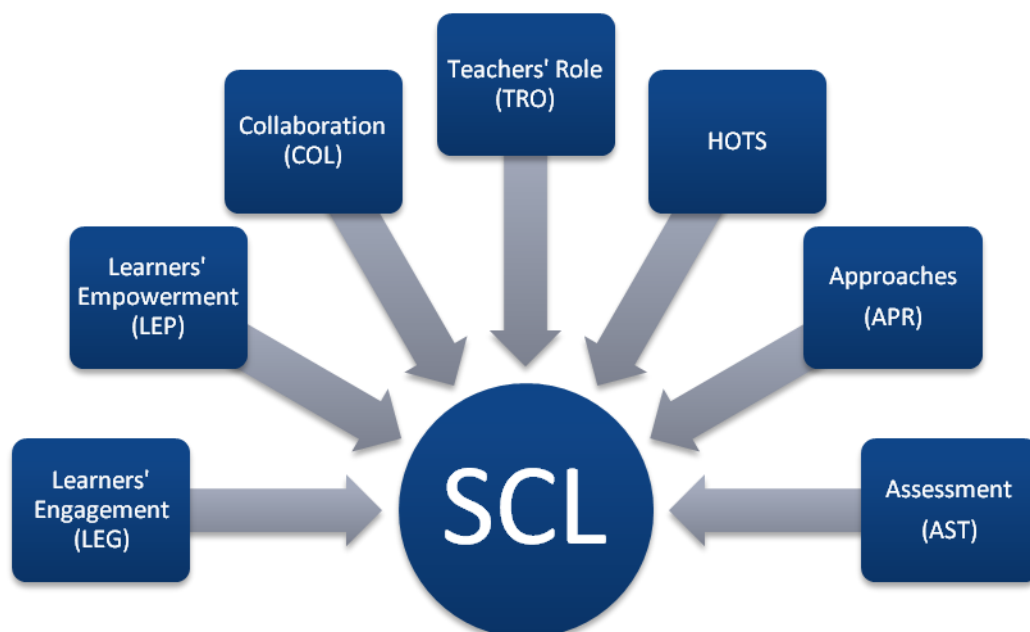 Teachers' Role
(TRO)
Collaboration
(COL)
HOTS
Learners'
Empowerment
(LEP)
Approaches
(APR)
Learners'
Engagement
(LEG)
SCL
Assessment
(AST)